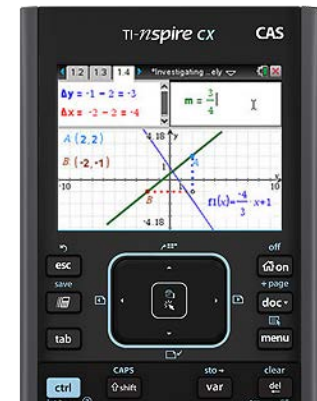 TI-nspire cx CAS
1.2 1.3 1.4 *Investigating...ely
Δy = -1 - 2 = -3
Δx = -2 - 2 = -4
m = 3/4
A (2,2)
B (-2,-1)
4.18 y
A
1
x
-10
B
10
-4.18
f1(x)=-4/3·x+1
off
esc
on
save
+page
doc
tab
menu
CAPS
sto→
clear
ctrl
shift
var
del